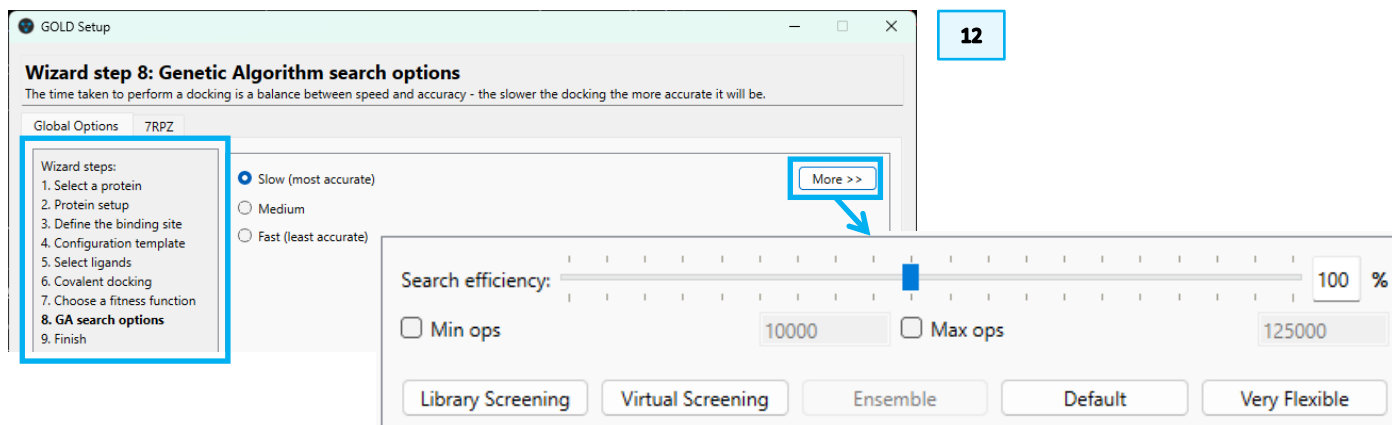 GOLD Setup
12
Wizard step 8: Genetic Algorithm search options
The time taken to perform a docking is a balance between speed and accuracy - the slower the docking the more accurate it will be.
Global Options 7RPZ
Wizard steps:
1. Select a protein
2. Protein setup
3. Define the binding site
4. Configuration template
5. Select ligands
6. Covalent docking
7. Choose a fitness function
8. GA search options
9. Finish
Slow (most accurate)
Medium
Fast (least accurate)
More >>
Search efficiency: 100 %
Min ops 10000 Max ops 125000
Library Screening Virtual Screening Ensemble Default Very Flexible